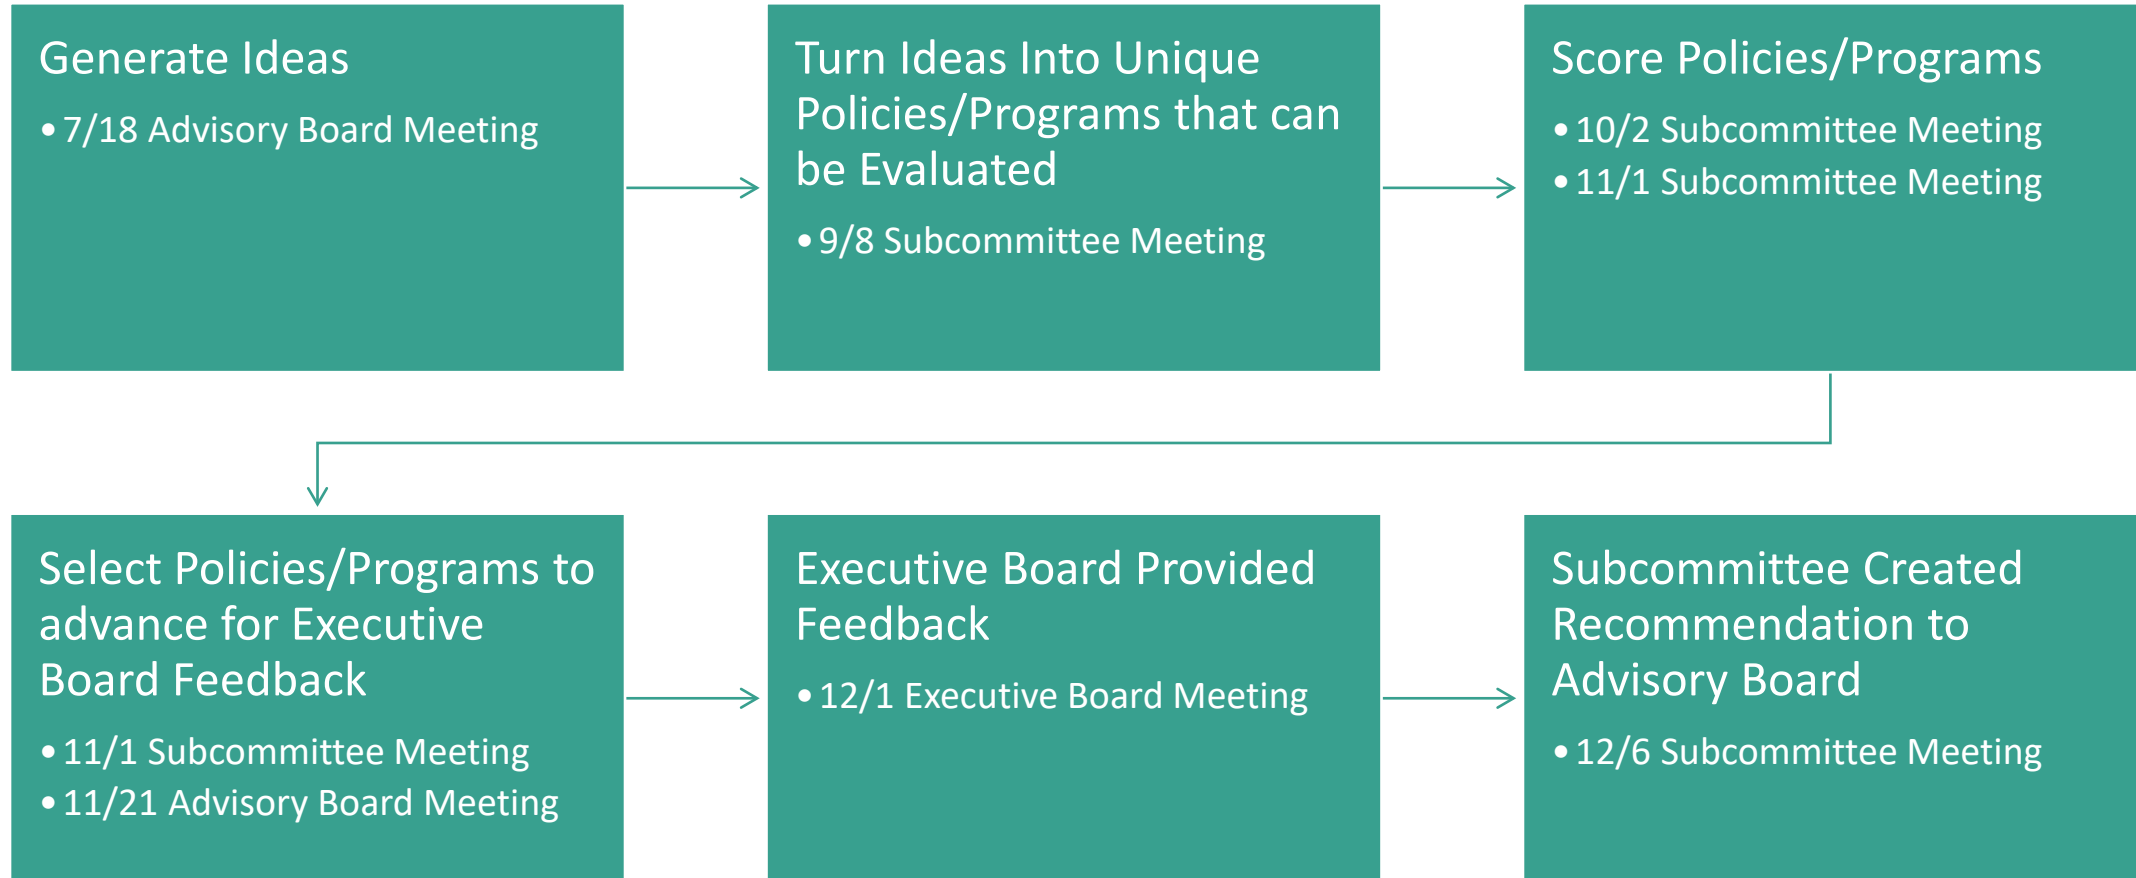 Generate Ideas
• 7/18 Advisory Board Meeting
Turn Ideas Into Unique
Policies/Programs that can
be Evaluated
• 9/8 Subcommittee Meeting
Score Policies/Programs
• 10/2 Subcommittee Meeting
• 11/1 Subcommittee Meeting
Select Policies/Programs to
advance for Executive
Board Feedback
• 11/1 Subcommittee Meeting
• 11/21 Advisory Board Meeting
Executive Board Provided
Feedback
• 12/1 Executive Board Meeting
Subcommittee Created
Recommendation to
Advisory Board
• 12/6 Subcommittee Meeting